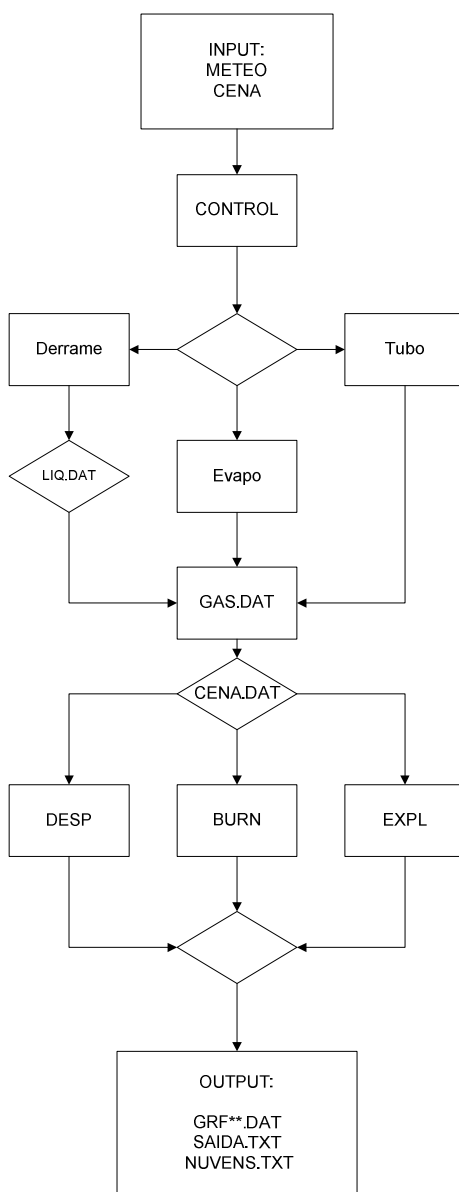 INPUT:
METEO
CENA
CONTROL
Derrame
Tubo
LIQ.DAT
Evapo
GAS.DAT
CENA.DAT
DESP
BURN
EXPL
OUTPUT:
GRF**.DAT
SAIDA.TXT
NUVENS.TXT